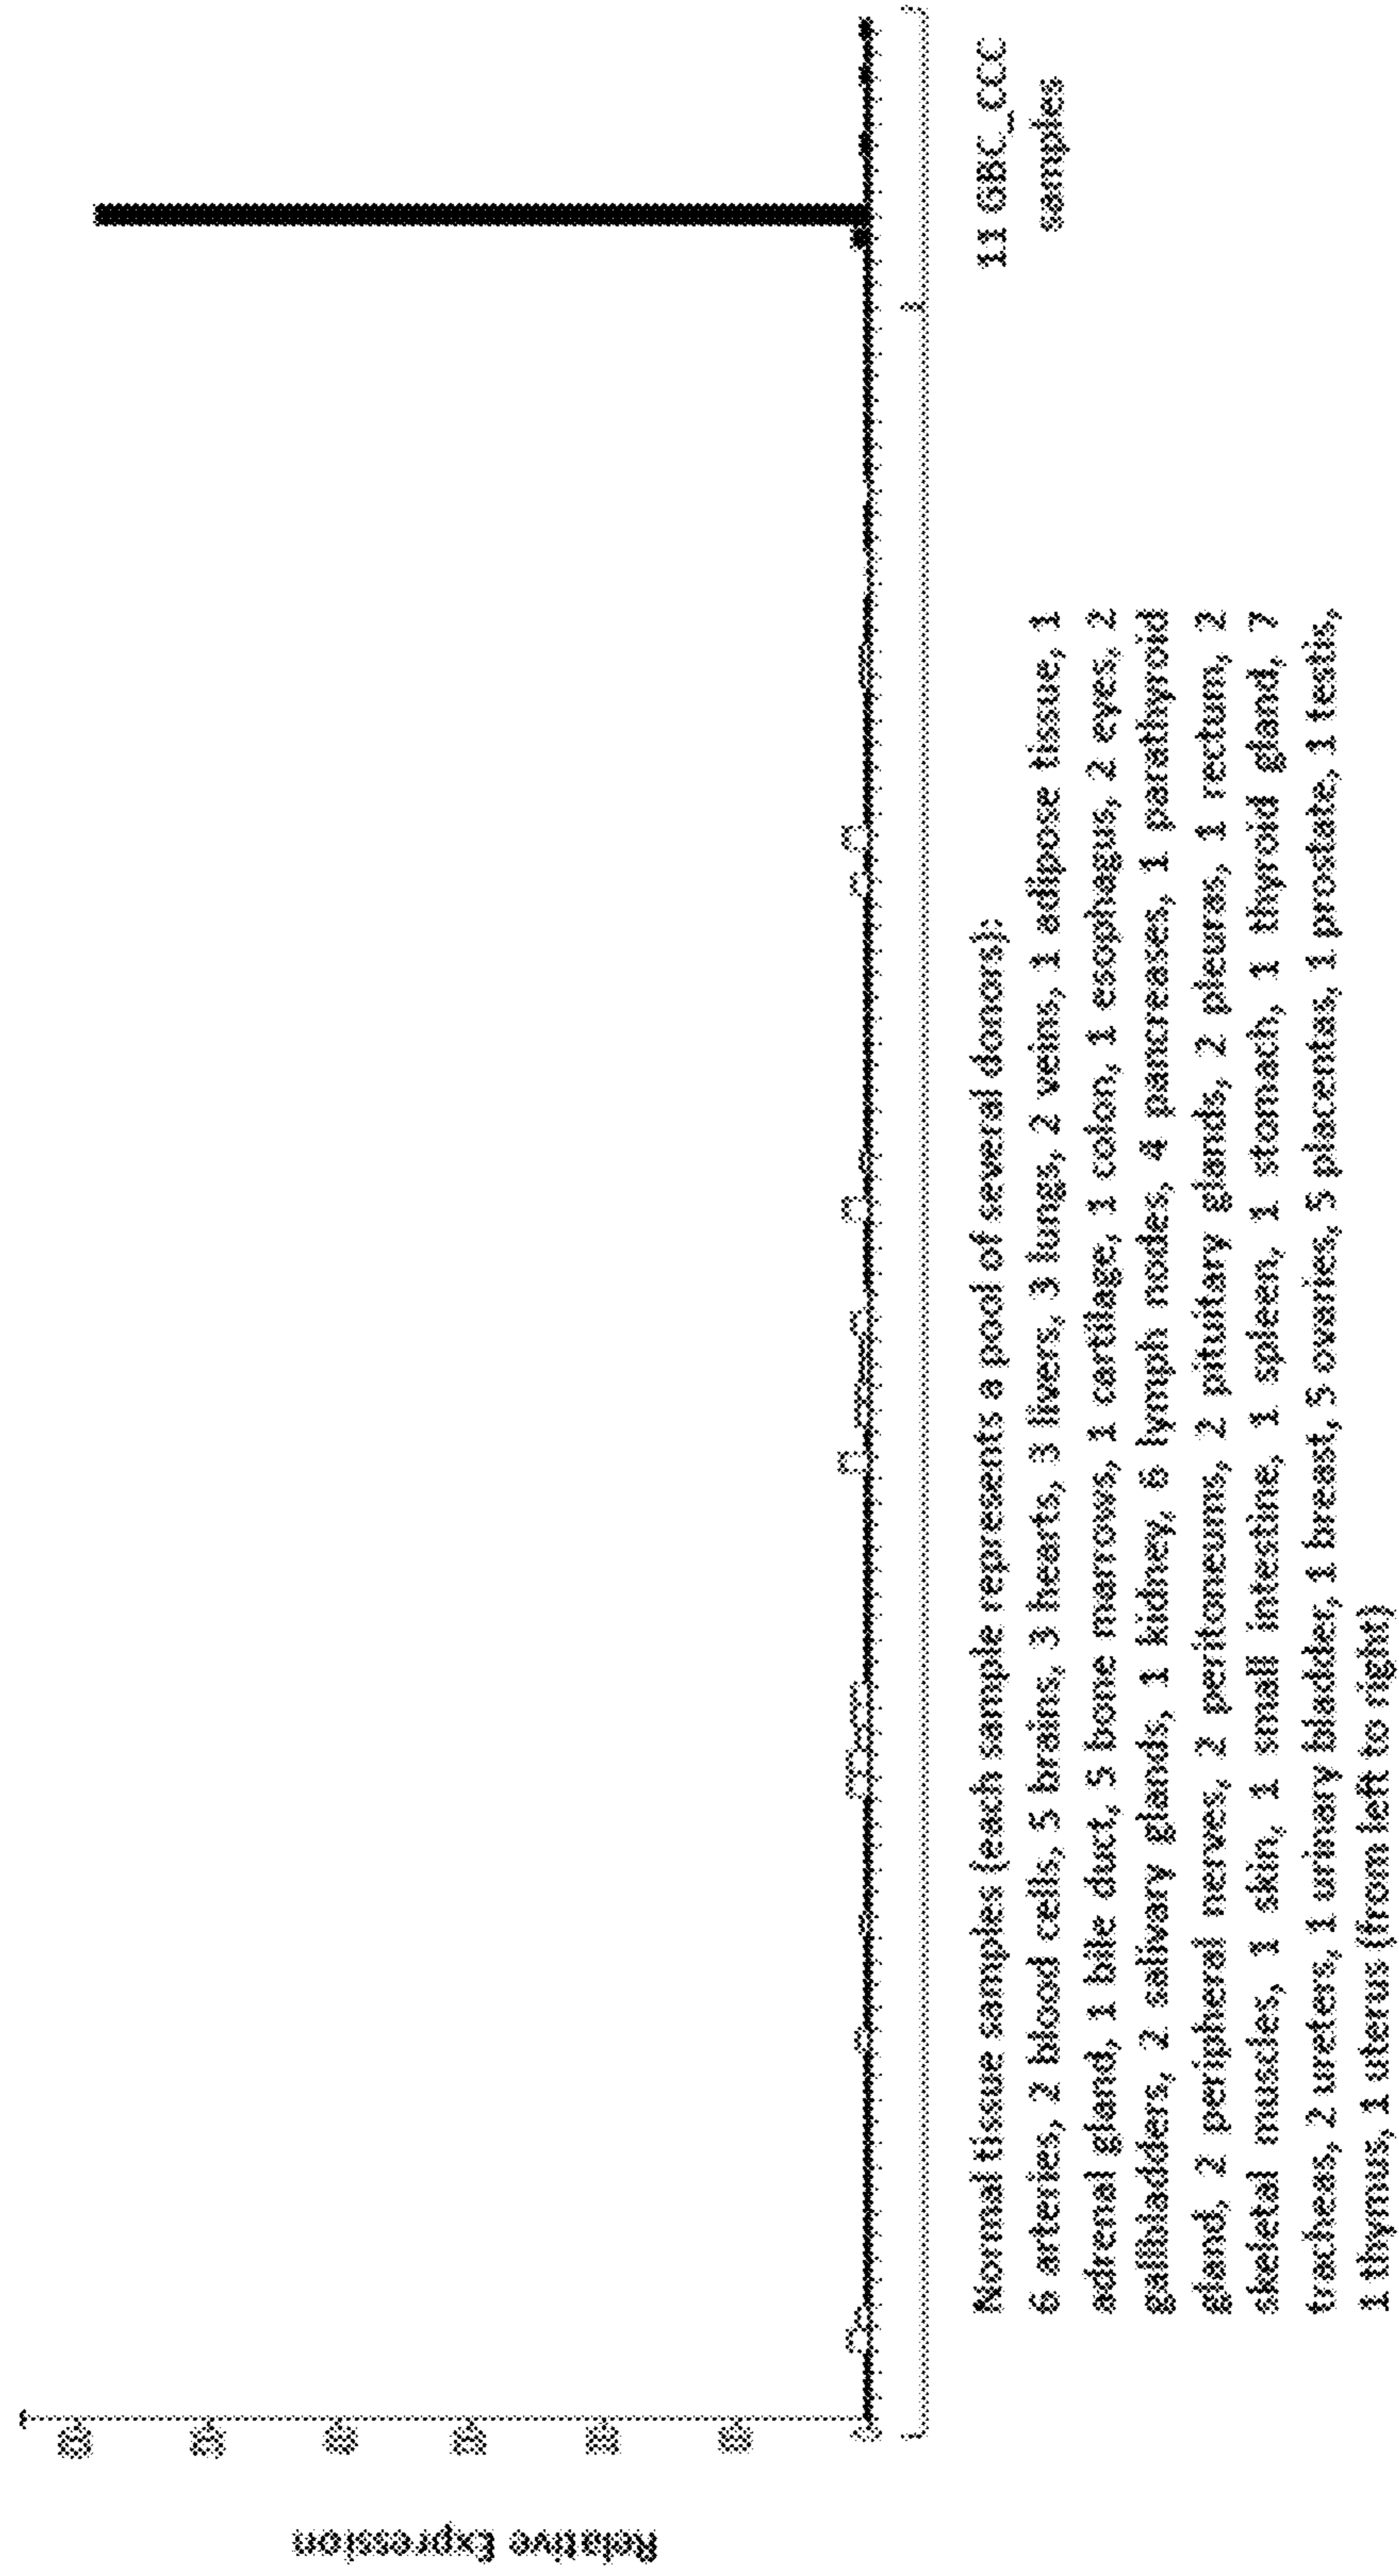 Relative Expression
Normal tissue samples (each sample represents a pool of several donors):
6 arteries, 2 blood cells, 5 brains, 3 hearts, 3 livers, 3 lungs, 2 veins, 1 adipose tissue, 1
adrenal gland, 1 bile duct, 5 bone marrows, 1 cartilage, 1 colon, 1 esophagus, 2 eyes, 2
gallbladders, 2 salivary glands, 1 kidney, 6 lymph nodes, 4 pancreases, 1 parathyroid
gland, 2 peripheral nerves, 2 peritoneums, 2 pituitary glands, 2 pleuras, 1 rectum, 2
skeletal muscles, 1 skin, 1 small intestine, 1 spleen, 1 stomach, 1 thyroid gland, 7
tracheas, 2 ureters, 1 urinary bladder, 1 breast, 5 ovaries, 5 placentas, 1 prostate, 1 testis,
1 thymus, 1 uterus (from left to right)
11 GBC_CCC
samples